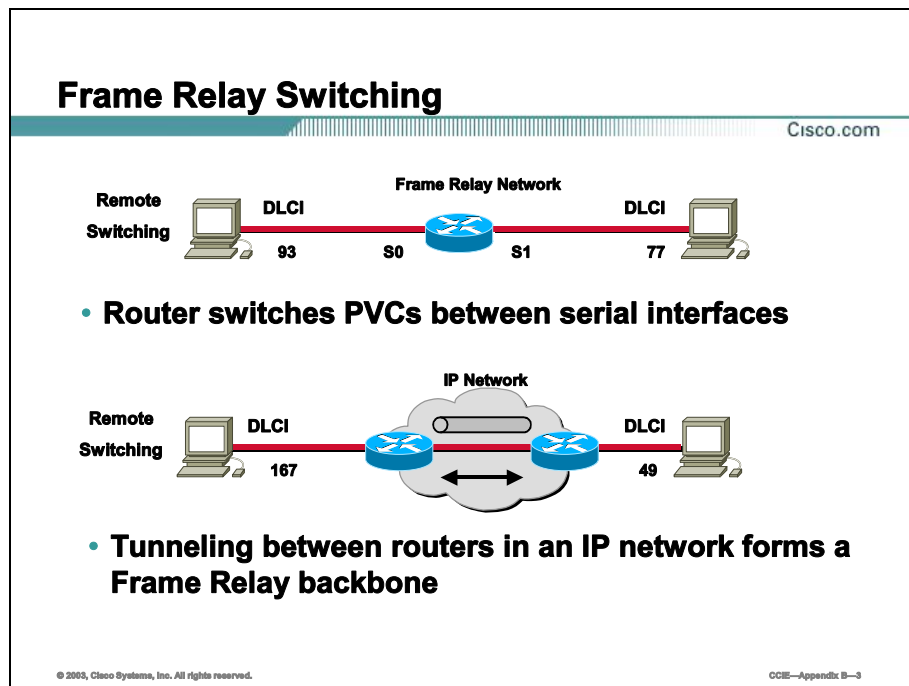 Frame Relay Switching
Cisco.com
Frame Relay Network
Remote
Switching
DLCI
DLCI
93
S0
S1
77
• Router switches PVCs between serial interfaces
IP Network
Remote
Switching
DLCI
DLCI
167
49
• Tunneling between routers in an IP network forms a
Frame Relay backbone
© 2003, Cisco Systems, Inc. All rights reserved.
CCIE—Appendix B—3